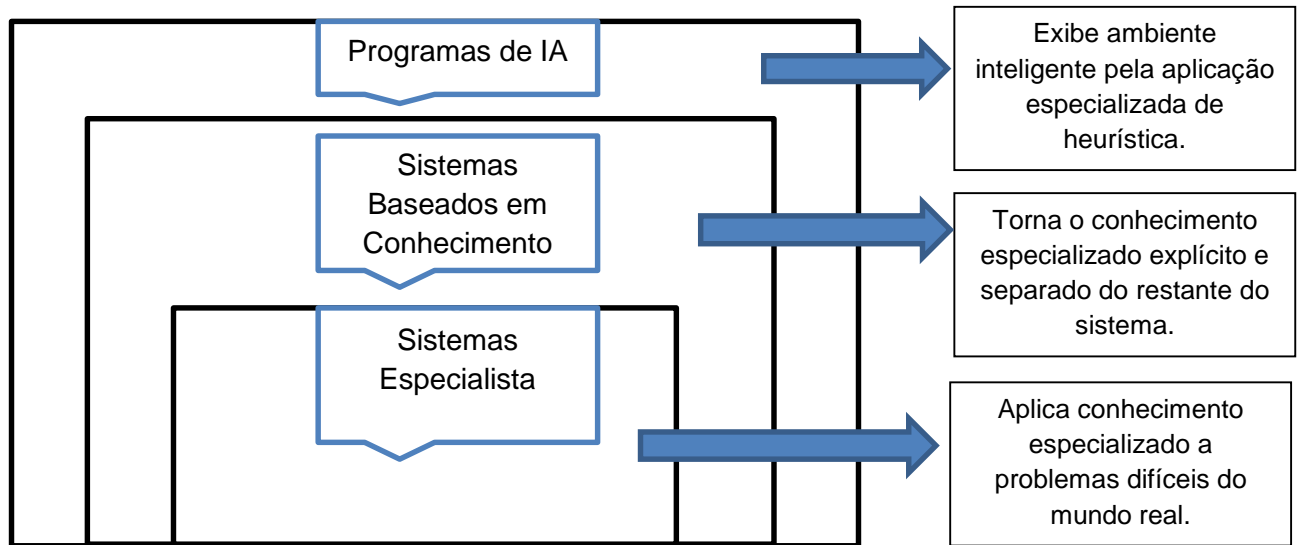 Programas de IA
Exibe ambiente
inteligente pela aplicação
especializada de
heurística.
Sistemas
Baseados em
Conhecimento
Torna o conhecimento
especializado explícito e
separado do restante do
sistema.
Sistemas
Especialista
Aplica conhecimento
especializado a
problemas difíceis do
mundo real.